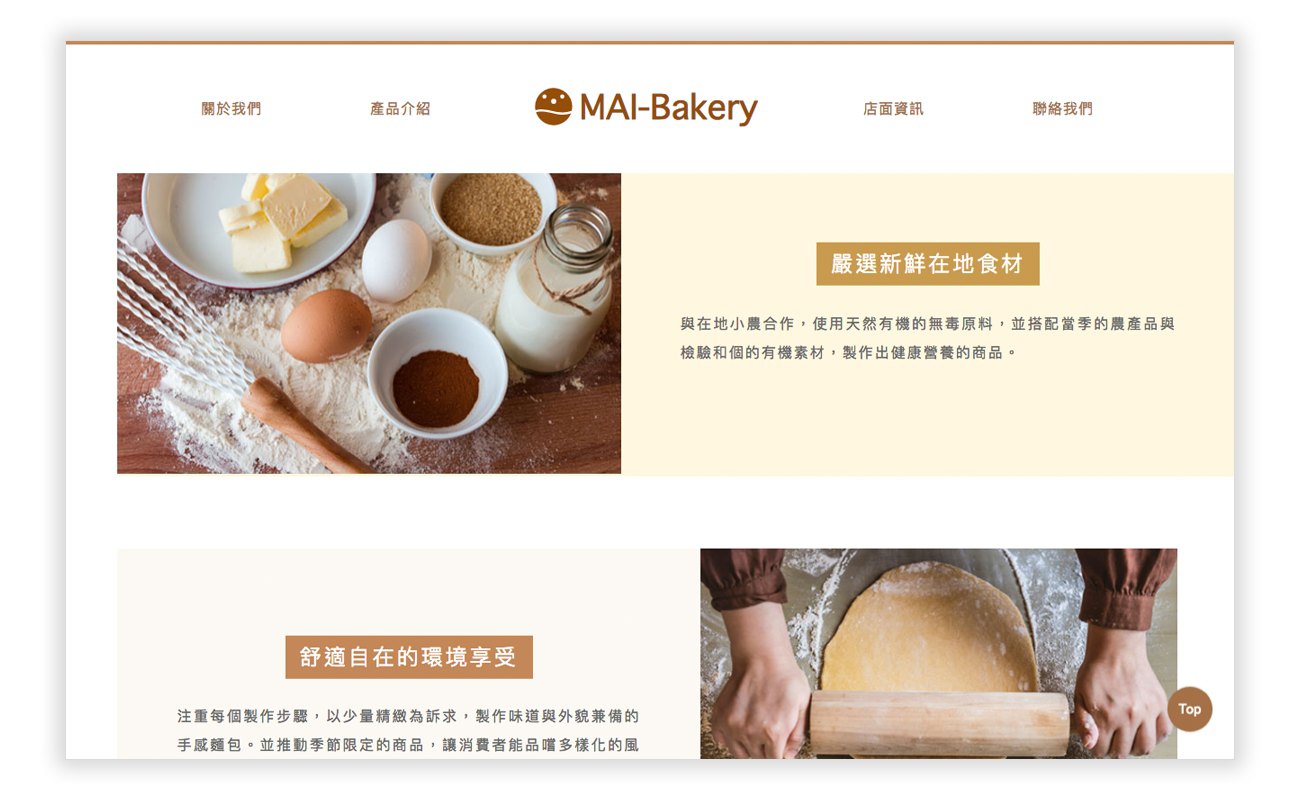 關於我們
產品介紹
MAI-Bakery
店面資訊
聯絡我們
嚴選新鮮在地食材
與在地小農合作，使用天然有機的無毒原料，並搭配當季的農產品與
檢驗和個的有機素材，製作出健康營養的商品。
舒適自在的環境享受
注重每個製作步驟，以少量精緻為訴求，製作味道與外貌兼備的
手感麵包。並推動季節限定的商品，讓消費者能品嚐多樣化的風
Top